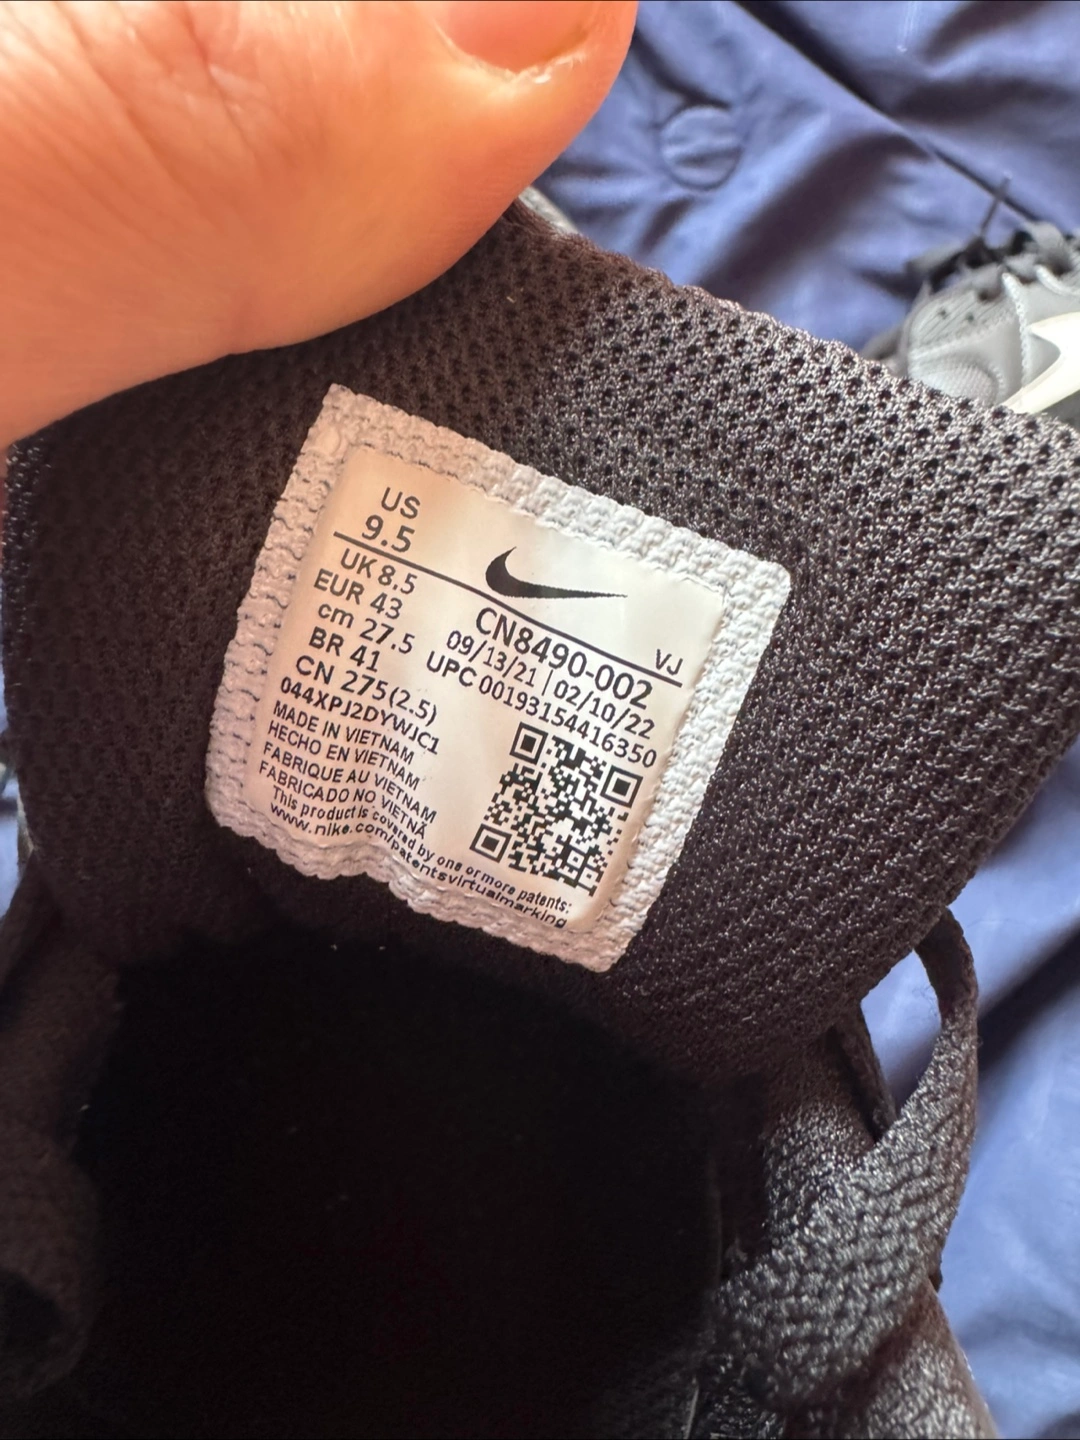 US
9.5
UK 8.5
EUR 43
cm 27.5
BR 41
CN 275(2.5)
044XPJ2DYWJC1
MADE IN VIETNAM
HECHO EN VIETNAM
FABRIQUE AU VIETNAM
FABRICADO NO VIETNÃ
This product is covered by one or more patents:
www.nike.com/patentsvirtualmarking
VJ
CN8490-002
09/13/21 | 02/10/22
UPC 00193154416350